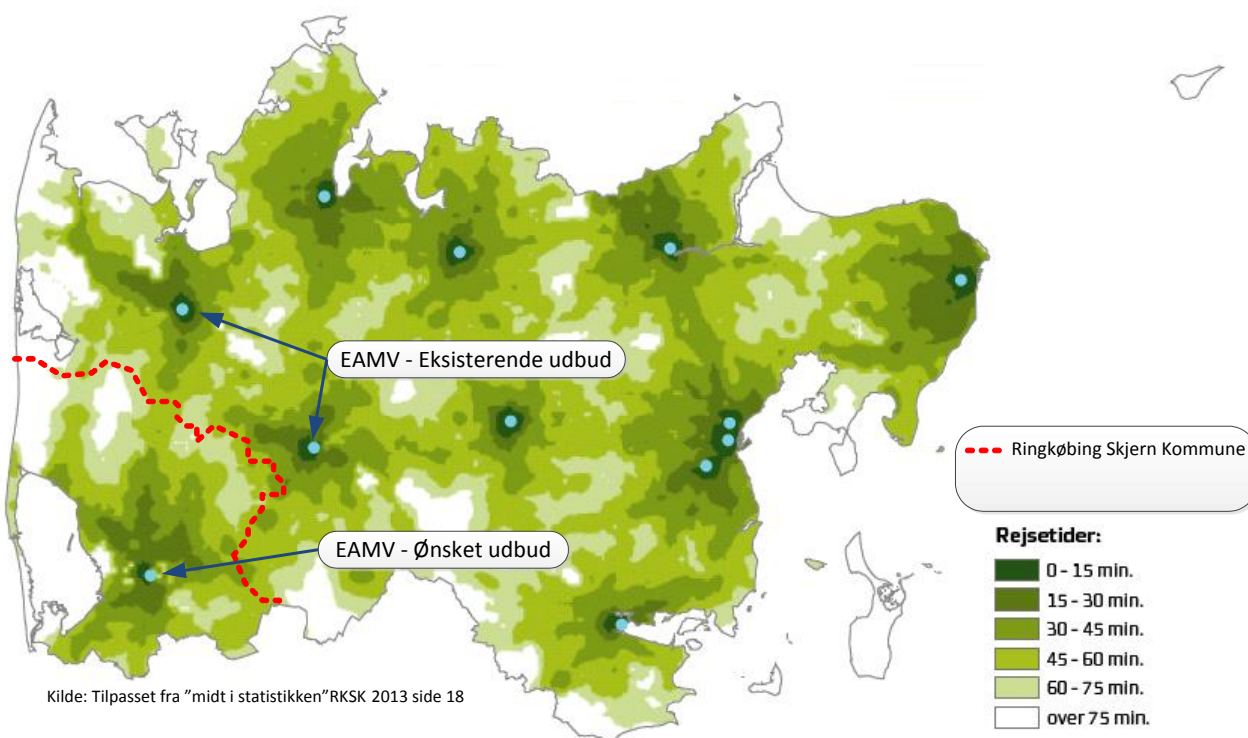 EAMV - Eksisterende udbud
Ringkøbing Skjern Kommune
EAMV - Ønsket udbud
Rejsetider:
0 - 15 min.
15 - 30 min.
30 - 45 min.
45 - 60 min.
60 - 75 min.
over 75 min.
Kilde: Tilpasset fra ”midt i statistikken”RKSK 2013 side 18